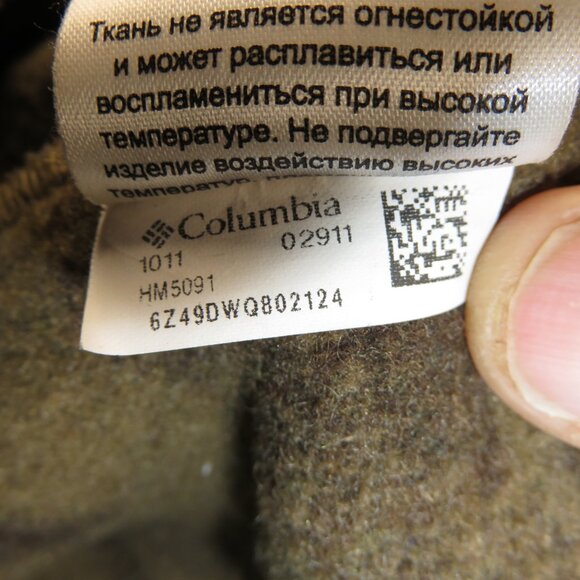 Ткань не является огнестойкой
и может расплавиться или
воспламениться при высокой
температуре. Не подвергайте
изделие воздействию высоких
температур,
Columbia
1011 02911
HM5091
6Z49DWQ802124